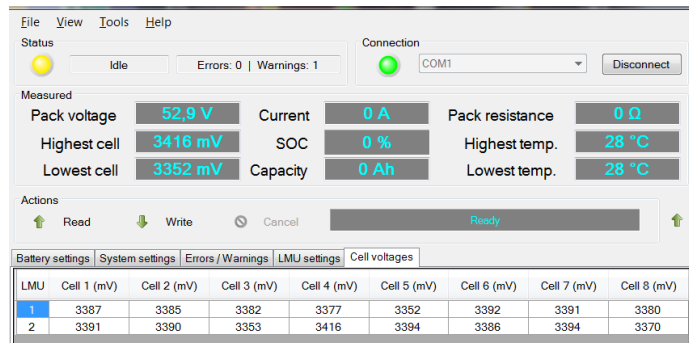 File View Tools Help
Status
Connection
Idle Errors: 0 | Warnings: 1 COM1 Disconnect
Measured
Pack voltage 52,9 V Current 0 A Pack resistance 0 Ω
Highest cell 3416 mV SOC 0 % Highest temp. 28 °C
Lowest cell 3352 mV Capacity 0 Ah Lowest temp. 28 °C
Actions
Read Write Cancel Ready
Battery settings System settings Errors / Warnings LMU settings Cell voltages
LMU Cell 1 (mV) Cell 2 (mV) Cell 3 (mV) Cell 4 (mV) Cell 5 (mV) Cell 6 (mV) Cell 7 (mV) Cell 8 (mV)
1 3387 3385 3382 3377 3352 3392 3391 3380
2 3391 3390 3353 3416 3394 3386 3394 3370